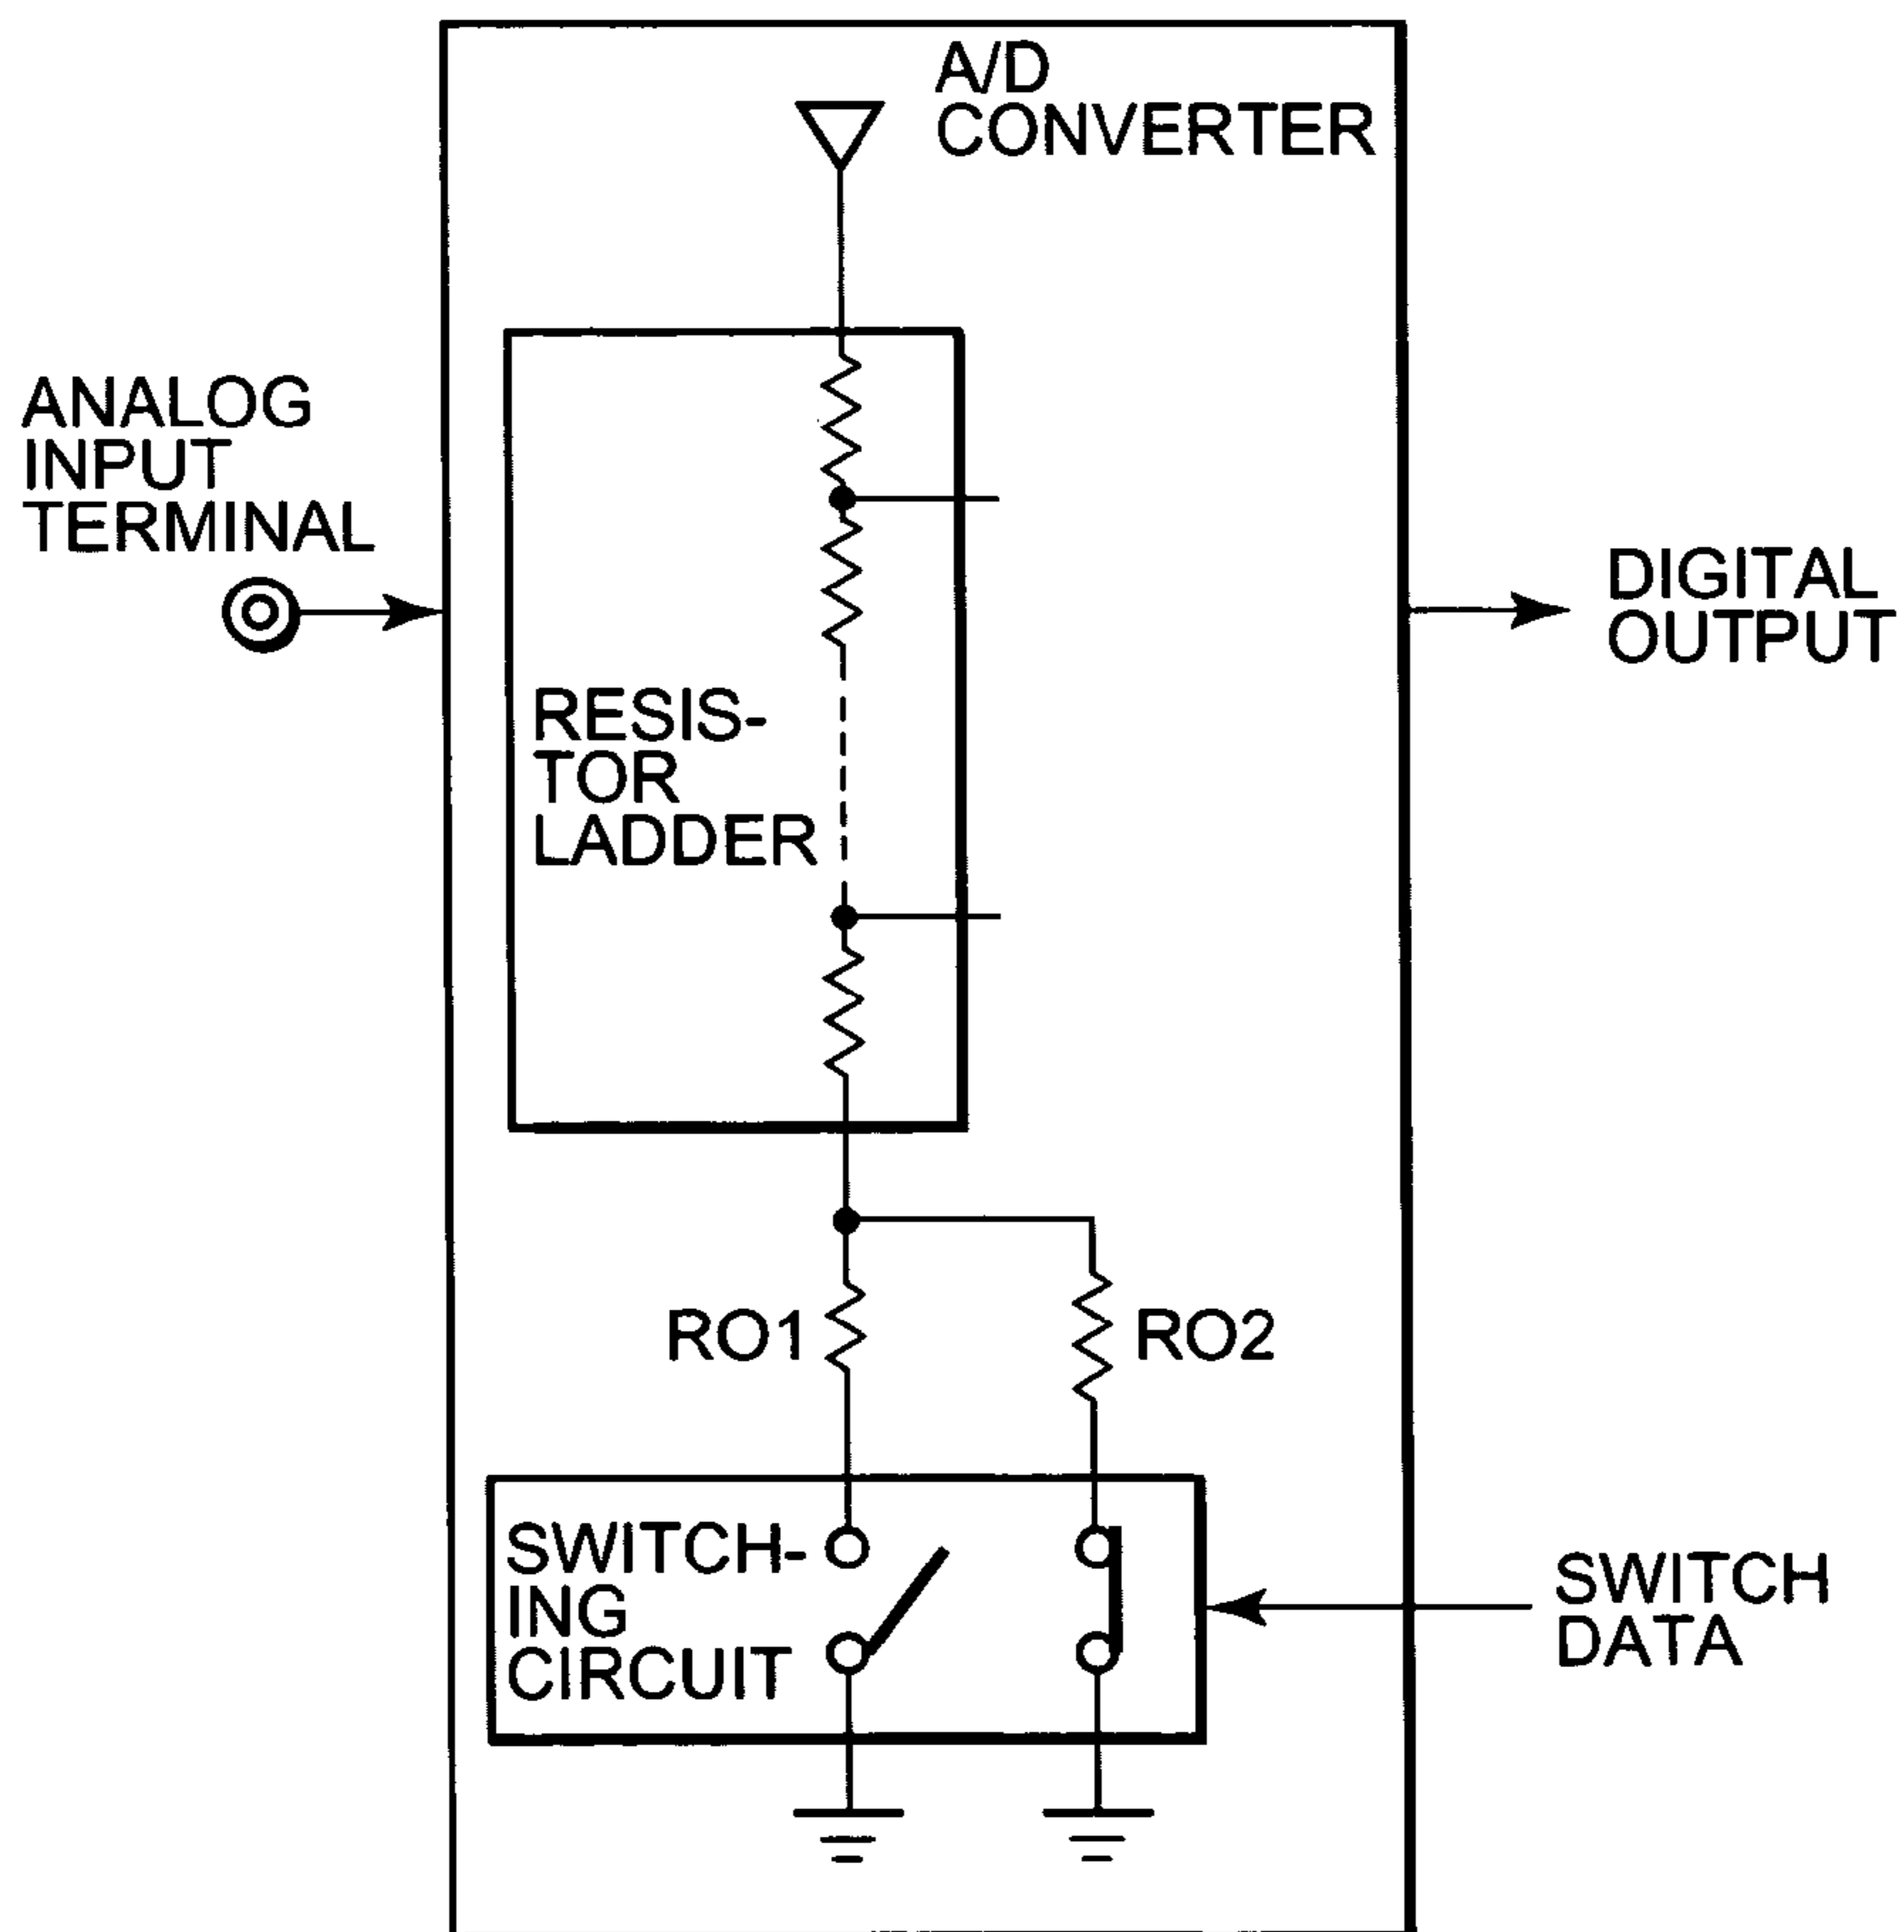 A/D
CONVERTER
ANALOG
INPUT
TERMINAL
DIGITAL
OUTPUT
RESIS-
TOR
LADDER
RO1
RO2
SWITCH-
ING
CIRCUIT
SWITCH
DATA